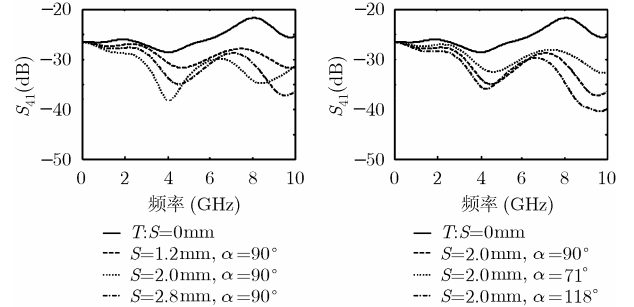 −20
−30
−40
−50
S41(dB)
0 2 4 6 8 10
频率 (GHz)
T:S=0mm
S=1.2mm, α=90°
S=2.0mm, α=90°
S=2.8mm, α=90°
−20
−30
−40
−50
S41(dB)
0 2 4 6 8 10
频率 (GHz)
T:S=0mm
S=2.0mm, α=90°
S=2.0mm, α=71°
S=2.0mm, α=118°